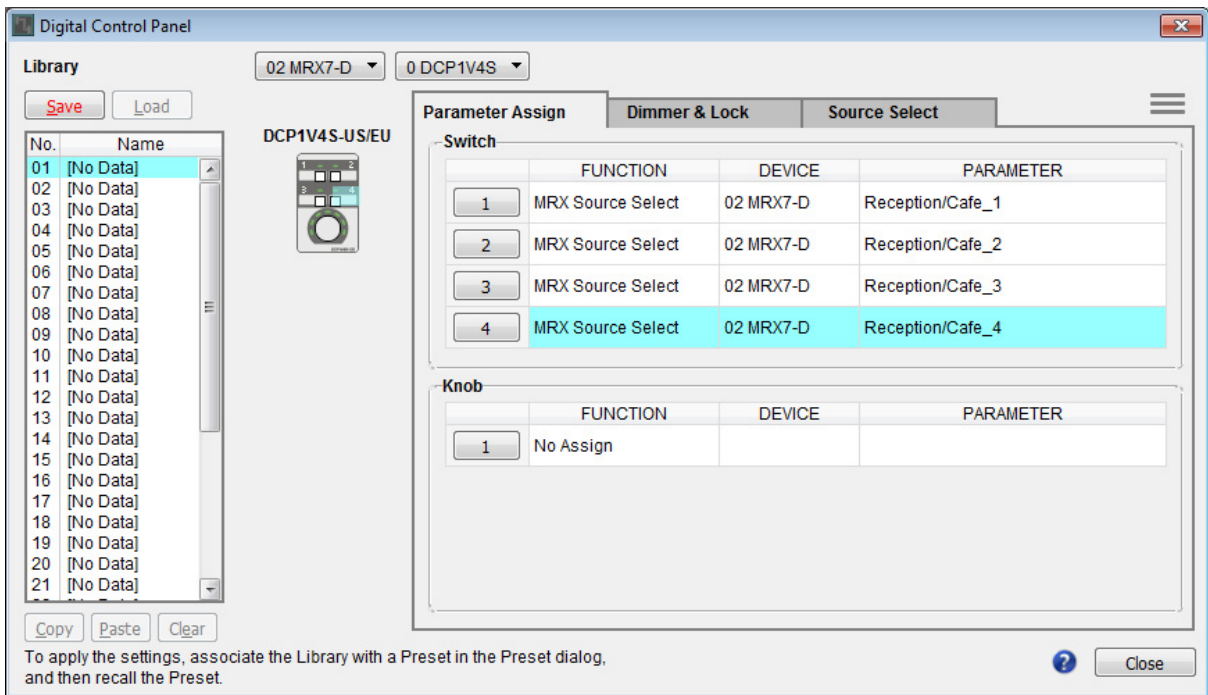 Digital Control Panel
Library
02 MRX7-D
0 DCP1V4S
Save
Load
No. Name
01 [No Data]
02 [No Data]
03 [No Data]
04 [No Data]
05 [No Data]
06 [No Data]
07 [No Data]
08 [No Data]
09 [No Data]
10 [No Data]
11 [No Data]
12 [No Data]
13 [No Data]
14 [No Data]
15 [No Data]
16 [No Data]
17 [No Data]
18 [No Data]
19 [No Data]
20 [No Data]
21 [No Data]
Copy Paste Clear
DCP1V4S-US/EU
1 2
3 4
Parameter Assign Dimmer & Lock Source Select
Switch
FUNCTION DEVICE PARAMETER
1 MRX Source Select 02 MRX7-D Reception/Cafe_1
2 MRX Source Select 02 MRX7-D Reception/Cafe_2
3 MRX Source Select 02 MRX7-D Reception/Cafe_3
4 MRX Source Select 02 MRX7-D Reception/Cafe_4
Knob
FUNCTION DEVICE PARAMETER
1 No Assign
To apply the settings, associate the Library with a Preset in the Preset dialog,
and then recall the Preset.
?
Close